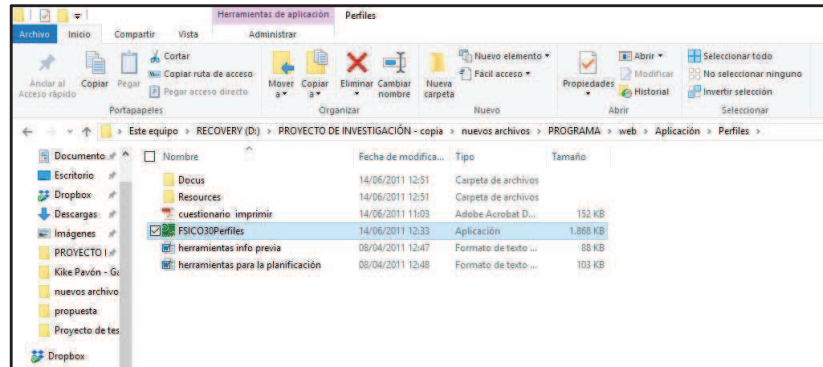 Herramientas de aplicación Perfiles
Archivo Inicio Compartir Vista Administrar
Anclar al Acceso rápido
Copiar
Pegar
Cortar
Copiar ruta de acceso
Pegar acceso directo
Portapapeles
Mover a
Copiar a
Eliminar
Cambiar nombre
Organizar
Nueva carpeta
Nuevo elemento
Fácil acceso
Nuevo
Propiedades
Abrir
Modificar
Historial
Abrir
Seleccionar todo
No seleccionar ninguno
Invertir selección
Seleccionar
Este equipo > RECOVERY (D:) > PROYECTO DE INVESTIGACIÓN - copia > nuevos archivos > PROGRAMA > web > Aplicación > Perfiles >
Documento
Escritorio
Dropbox
Descargas
Imágenes
PROYECTO I
Kike Pavón - Ga
nuevos archivo
propuesta
Proyecto de tes
Dropbox
Nombre Fecha de modifica... Tipo Tamaño
Docus 14/06/2011 12:51 Carpeta de archivos
Resources 14/06/2011 12:51 Carpeta de archivos
cuestionario imprimir 14/06/2011 11:03 Adobe Acrobat D... 152 KB
FSICO30Perfiles 14/06/2011 12:33 Aplicación 1.868 KB
herramientas info previa 08/04/2011 12:47 Formato de texto ... 88 KB
herramientas para la planificación 08/04/2011 12:48 Formato de texto ... 103 KB